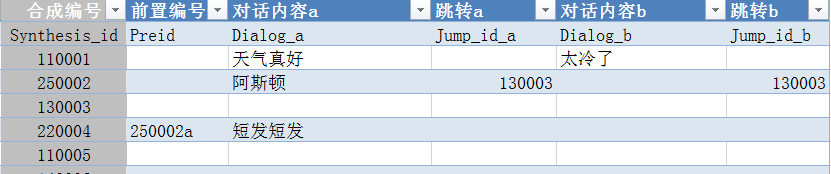 合成编号 前置编号 对话内容a 跳转a 对话内容b 跳转b
Synthesis_id Preid Dialog_a Jump_id_a Dialog_b Jump_id_b
110001 天气真好 太冷了
250002 阿斯顿 130003 130003
130003
220004 250002a 短发短发
110005